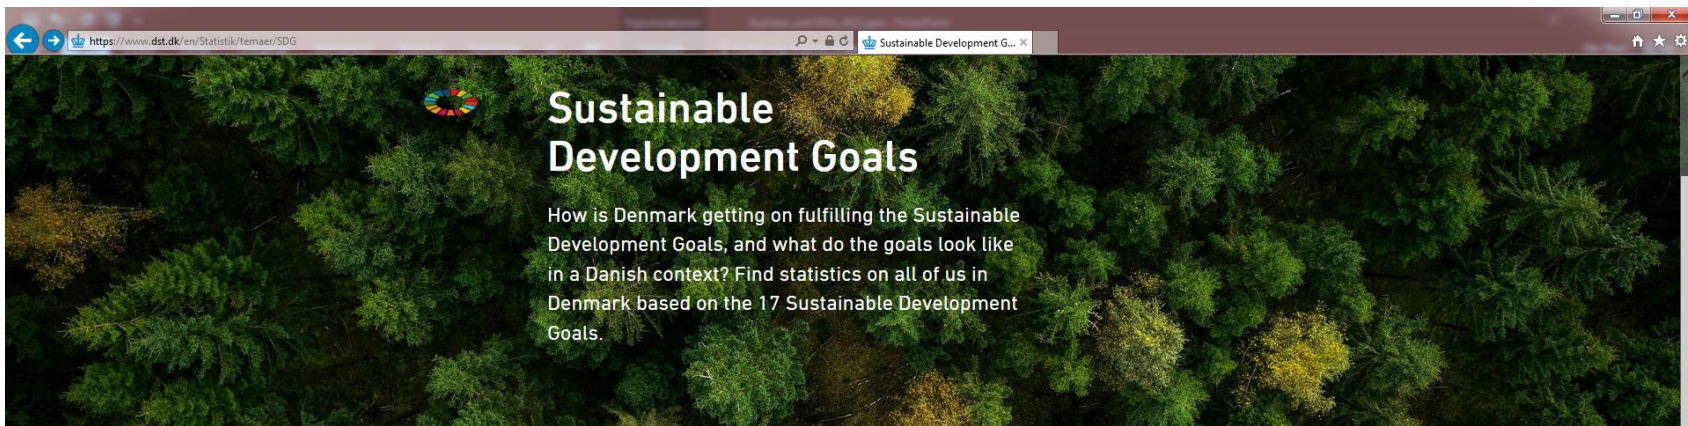 https://www.dst.dk/en/Statistik/temaer/SDG
Sustainable Development G...
Sustainable
Development Goals
How is Denmark getting on fulfilling the Sustainable
Development Goals, and what do the goals look like
in a Danish context? Find statistics on all of us in
Denmark based on the 17 Sustainable Development
Goals.